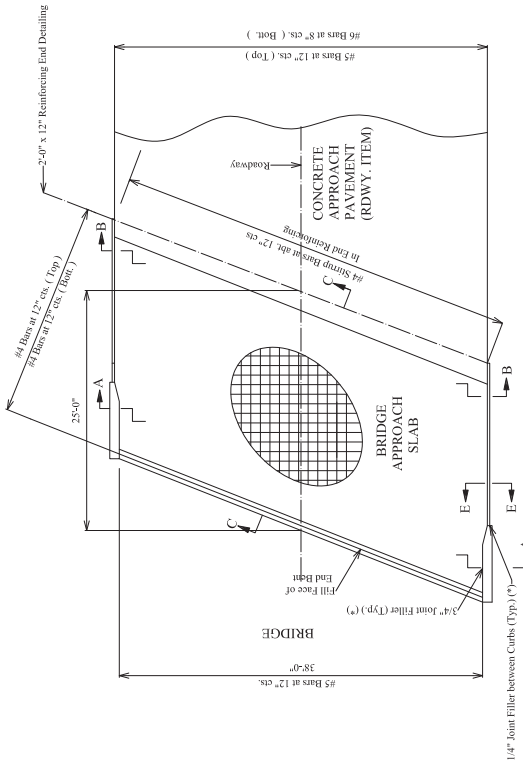 #6 Bars at 8" cts. ( Bott. )
#5 Bars at 12" cts. ( Top )
2'-0" x 12" Reinforcing End Detailing
#4 Bars at 12" cts. ( Top )
#4 Bars at 12" cts. ( Bott. )
B
A
25'-0"
Roadway
CONCRETE
APPROACH
PAVEMENT
(RDWY. ITEM)
#4 Stirrup Bars at abt. 12" cts
In End Reinforcing
C
BRIDGE
APPROACH
SLAB
B
E
E
C
Fill Face of
End Bent
3/4" Joint Filler (Typ.) (*)
BRIDGE
38'-0"
#5 Bars at 12" cts.
1/4" Joint Filler between Curbs (Typ.) (*)